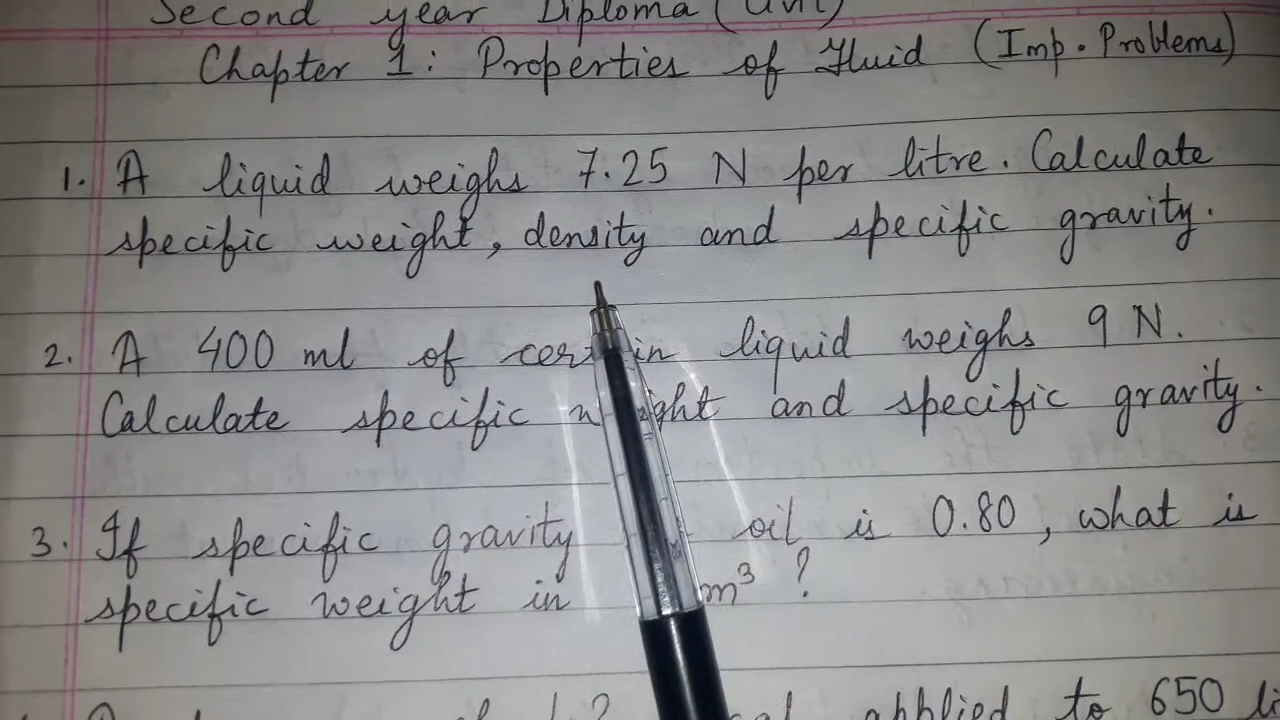 Second year Diploma (Civil)
Chapter 1: Properties of Fluid (Imp. Problems)
1. A liquid weighs 7.25 N per litre. Calculate
specific weight, density and specific gravity.
2. A 400 ml of certain liquid weighs 9 N.
Calculate specific weight and specific gravity.
3. If specific gravity oil is 0.80, what is
specific weight in m³ ?
applied to 650